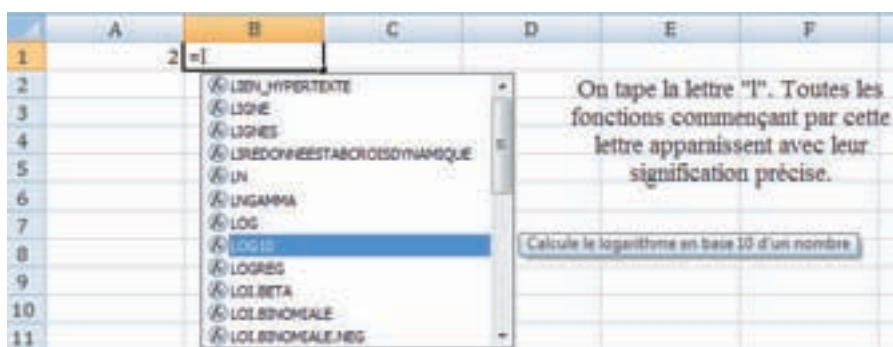 A B C D E F
1 2 =l
2 LIEN_HYPERTEXTE
3 LIGNE
LIGNES
4 LIREDONNEESTABCROISDYNAMIQUE
5 LN
6 LNGAMMA
7 LOG
8 LOG10
9 LOGREG
LOI.BETA
10 LOI.BINOMIALE
11 LOI.BINOMIALE.NEG
On tape la lettre "l". Toutes les
fonctions commençant par cette
lettre apparaissent avec leur
signification précise.
Calcule le logarithme en base 10 d'un nombre